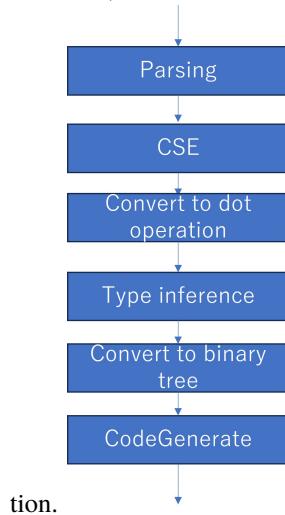 Parsing
CSE
Convert to dot
operation
Type inference
Convert to binary
tree
CodeGenerate
tion.